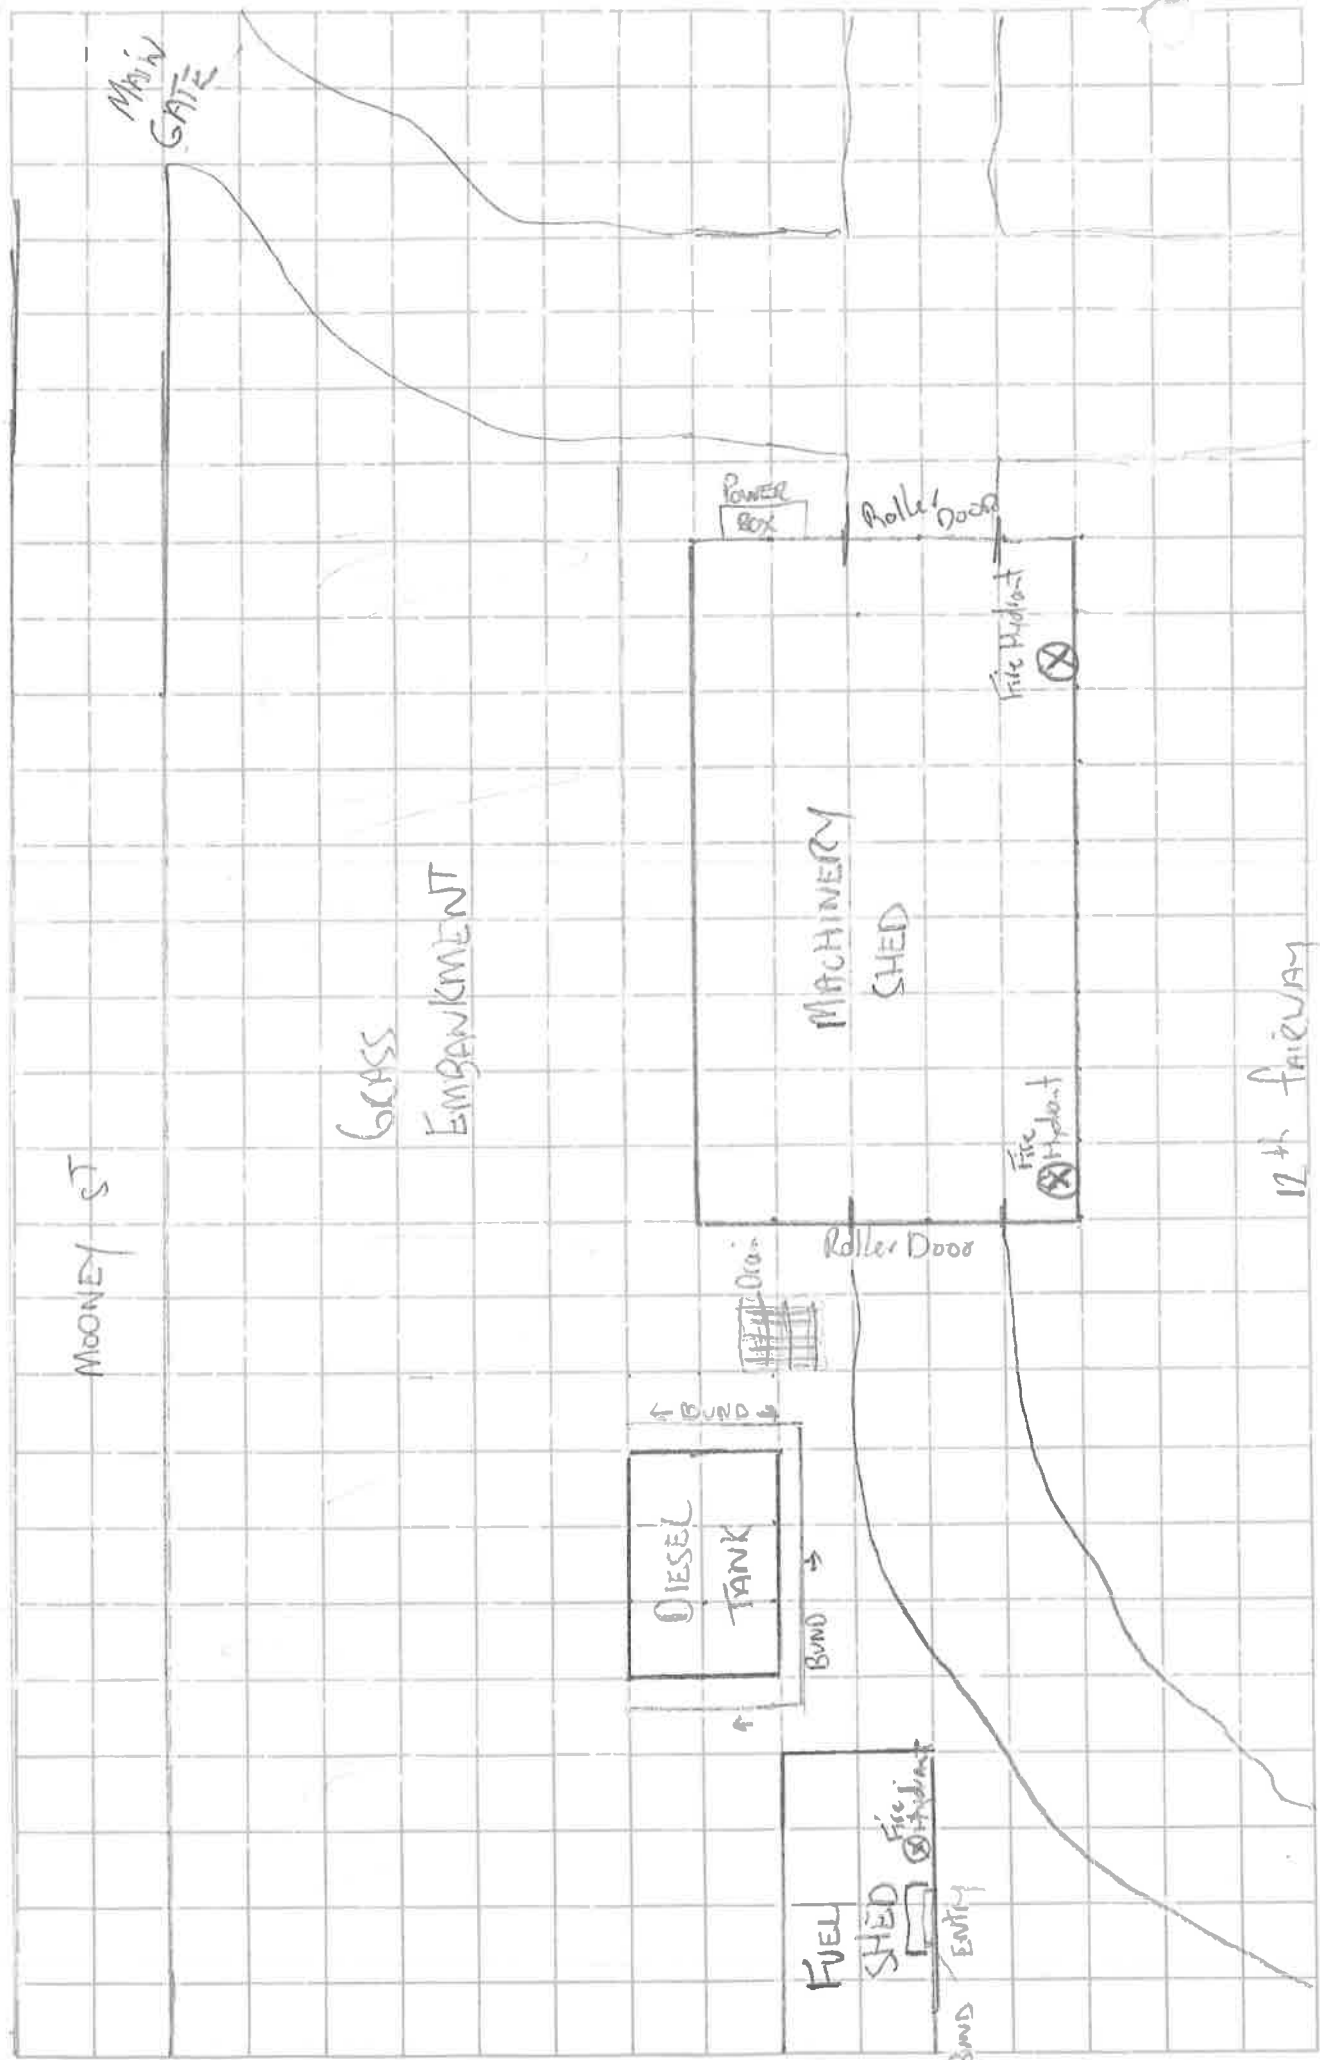 MOONEY ST
MAIN
GATE
GRASS
EMBANKMENT
POWER
BOX
Roller
DOOR
Fire Hydrant
MACHINERY
SHED
Fire
Hydrant
Roller Door
Drain
BUND
DIESEL
TANK
BUND
FUEL
SHED
Fire
Hydrant
BUND / ENTRY
12th FAIRWAY